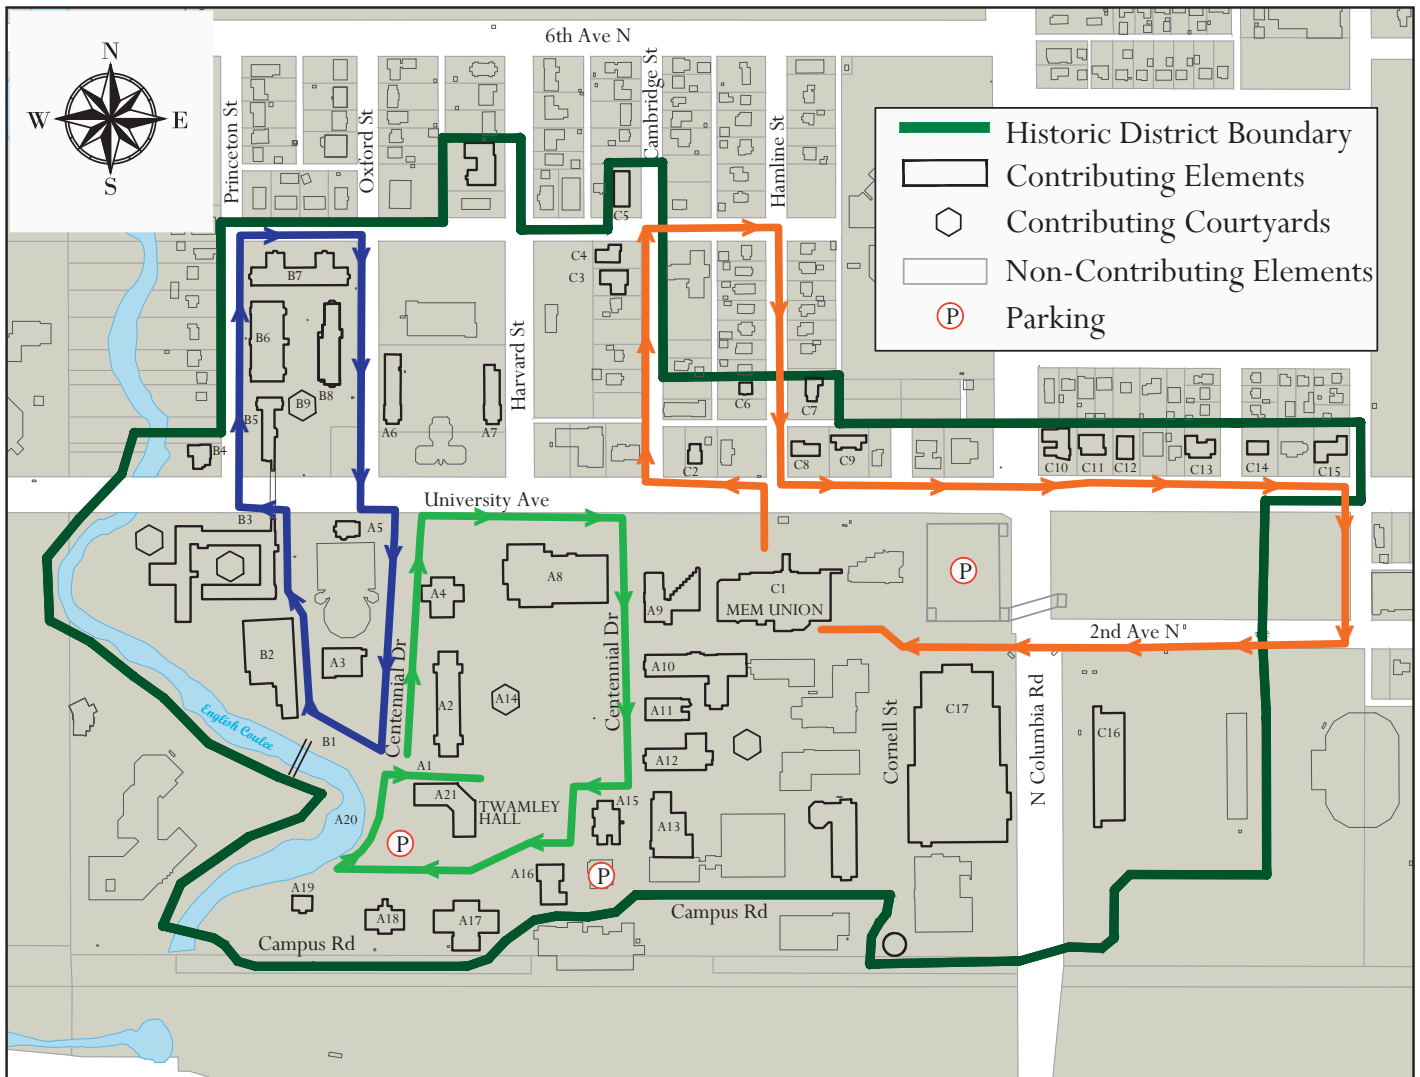 6th Ave N
N
W
E
S
Princeton St
Oxford St
Cambridge St
Hamline St
Historic District Boundary
Contributing Elements
Contributing Courtyards
Non-Contributing Elements
P
Parking
C5
C4
C3
B7
B6
B8
B9
B5
B4
A6
A7
Harvard St
C6
C7
C2
C8
C9
C10
C11
C12
C13
C14
C15
University Ave
B3
A5
A4
A8
A9
C1
MEM UNION
P
2nd Ave N
B2
A3
Centennial Dr
A2
A14
Centennial Dr
A10
A11
A12
Cornell St
C17
N Columbia Rd
C16
English Coulee
B1
A1
A21
TWAMLEY
HALL
A15
A13
A20
P
P
A16
A19
A18
A17
Campus Rd
Campus Rd